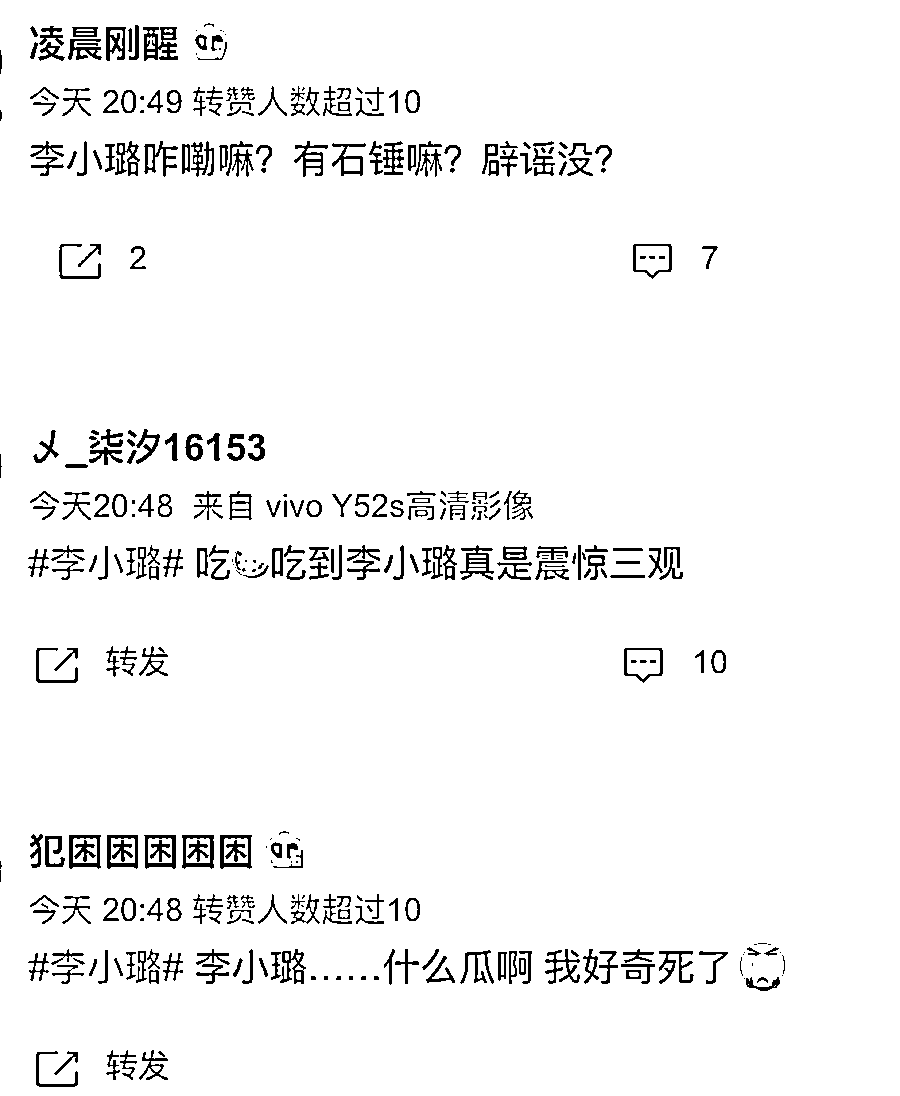 凌晨刚醒
今天 20:49 转赞人数超过10
李小璐咋嘞嘛？有石锤嘛？辟谣没？
2
7
メ_柒汐16153
今天20:48 来自 vivo Y52s高清影像
#李小璐# 吃🍉吃到李小璐真是震惊三观
转发
10
犯困困困困困
今天 20:48 转赞人数超过10
#李小璐# 李小璐……什么瓜啊 我好奇死了
转发